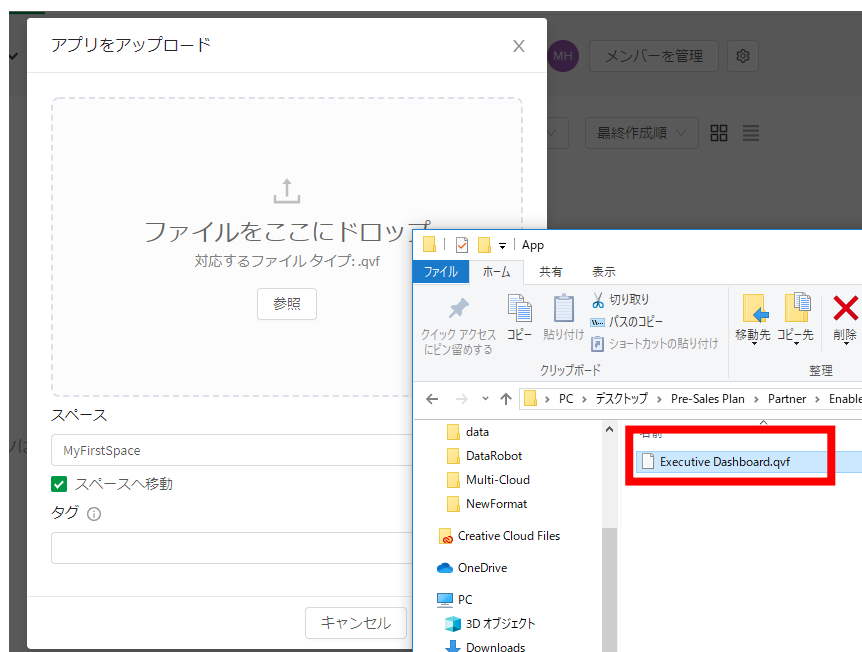 アプリをアップロード
MH
メンバーを管理
最終作成順
ファイルをここにドロップ
対応するファイル タイプ: .qvf
参照
スペース
MyFirstSpace
スペースへ移動
タグ
キャンセル
App
ファイル
ホーム
共有
表示
クイック アクセス
にピン留めする
コピー
貼り付け
切り取り
パスのコピー
ショートカットの貼り付け
クリップボード
移動先
コピー先
削除
整理
PC
デスクトップ
Pre-Sales Plan
Partner
Enable
data
DataRobot
Multi-Cloud
NewFormat
Creative Cloud Files
OneDrive
PC
3D オブジェクト
Downloads
名前
Executive Dashboard.qvf